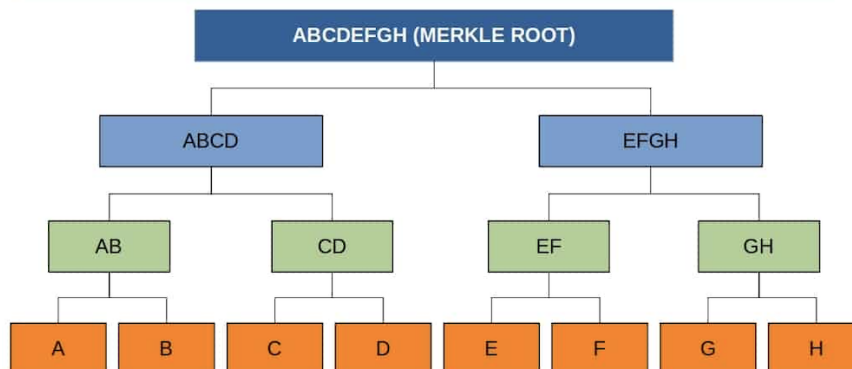 ABCDEFGH (MERKLE ROOT)
ABCD
EFGH
AB
CD
EF
GH
A
B
C
D
E
F
G
H